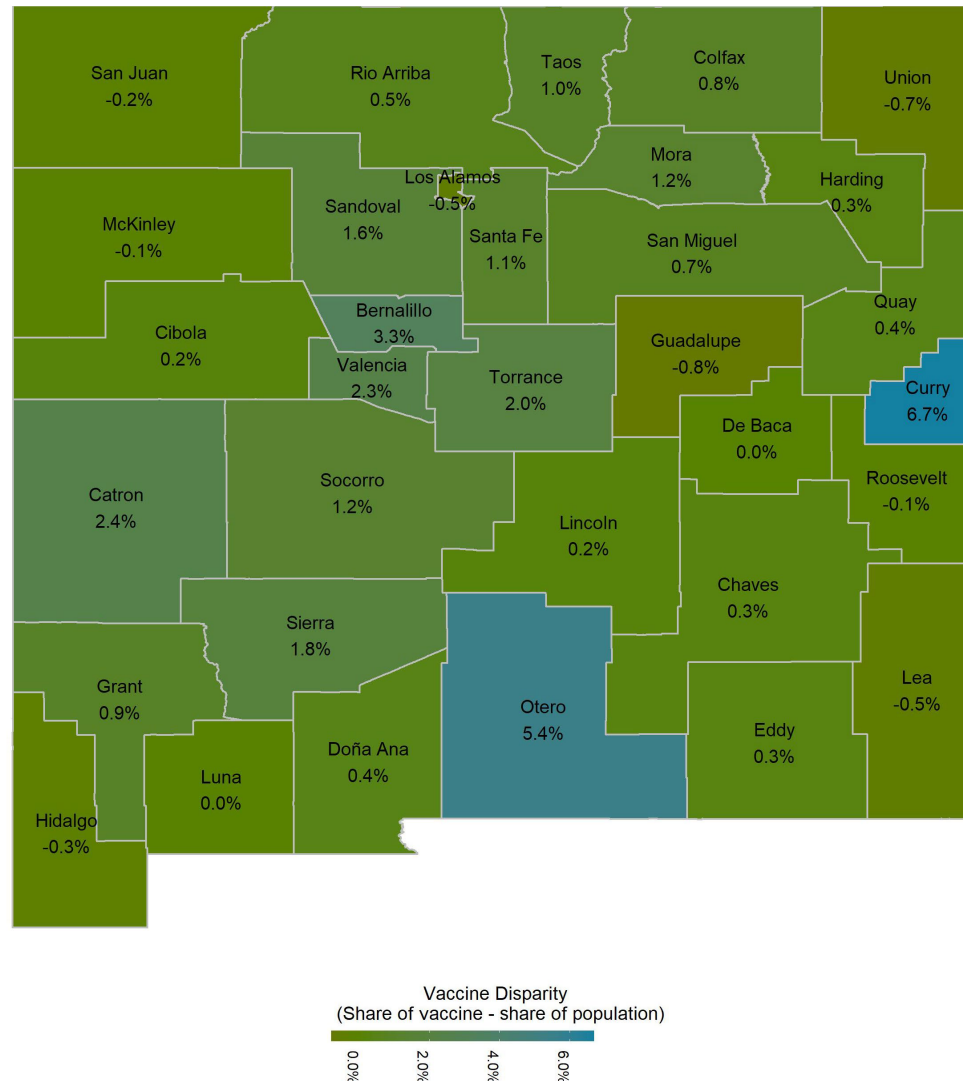 San Juan
-0.2%
Rio Arriba
0.5%
Taos
1.0%
Colfax
0.8%
Union
-0.7%
McKinley
-0.1%
Sandoval
1.6%
Los Alamos
-0.5%
Santa Fe
1.1%
Mora
1.2%
Harding
0.3%
San Miguel
0.7%
Quay
0.4%
Cibola
0.2%
Bernalillo
3.3%
Valencia
2.3%
Torrance
2.0%
Guadalupe
-0.8%
Curry
6.7%
De Baca
0.0%
Roosevelt
-0.1%
Catron
2.4%
Socorro
1.2%
Lincoln
0.2%
Chaves
0.3%
Sierra
1.8%
Grant
0.9%
Otero
5.4%
Lea
-0.5%
Eddy
0.3%
Doña Ana
0.4%
Luna
0.0%
Hidalgo
-0.3%
Vaccine Disparity
(Share of vaccine - share of population)
0.0%
2.0%
4.0%
6.0%